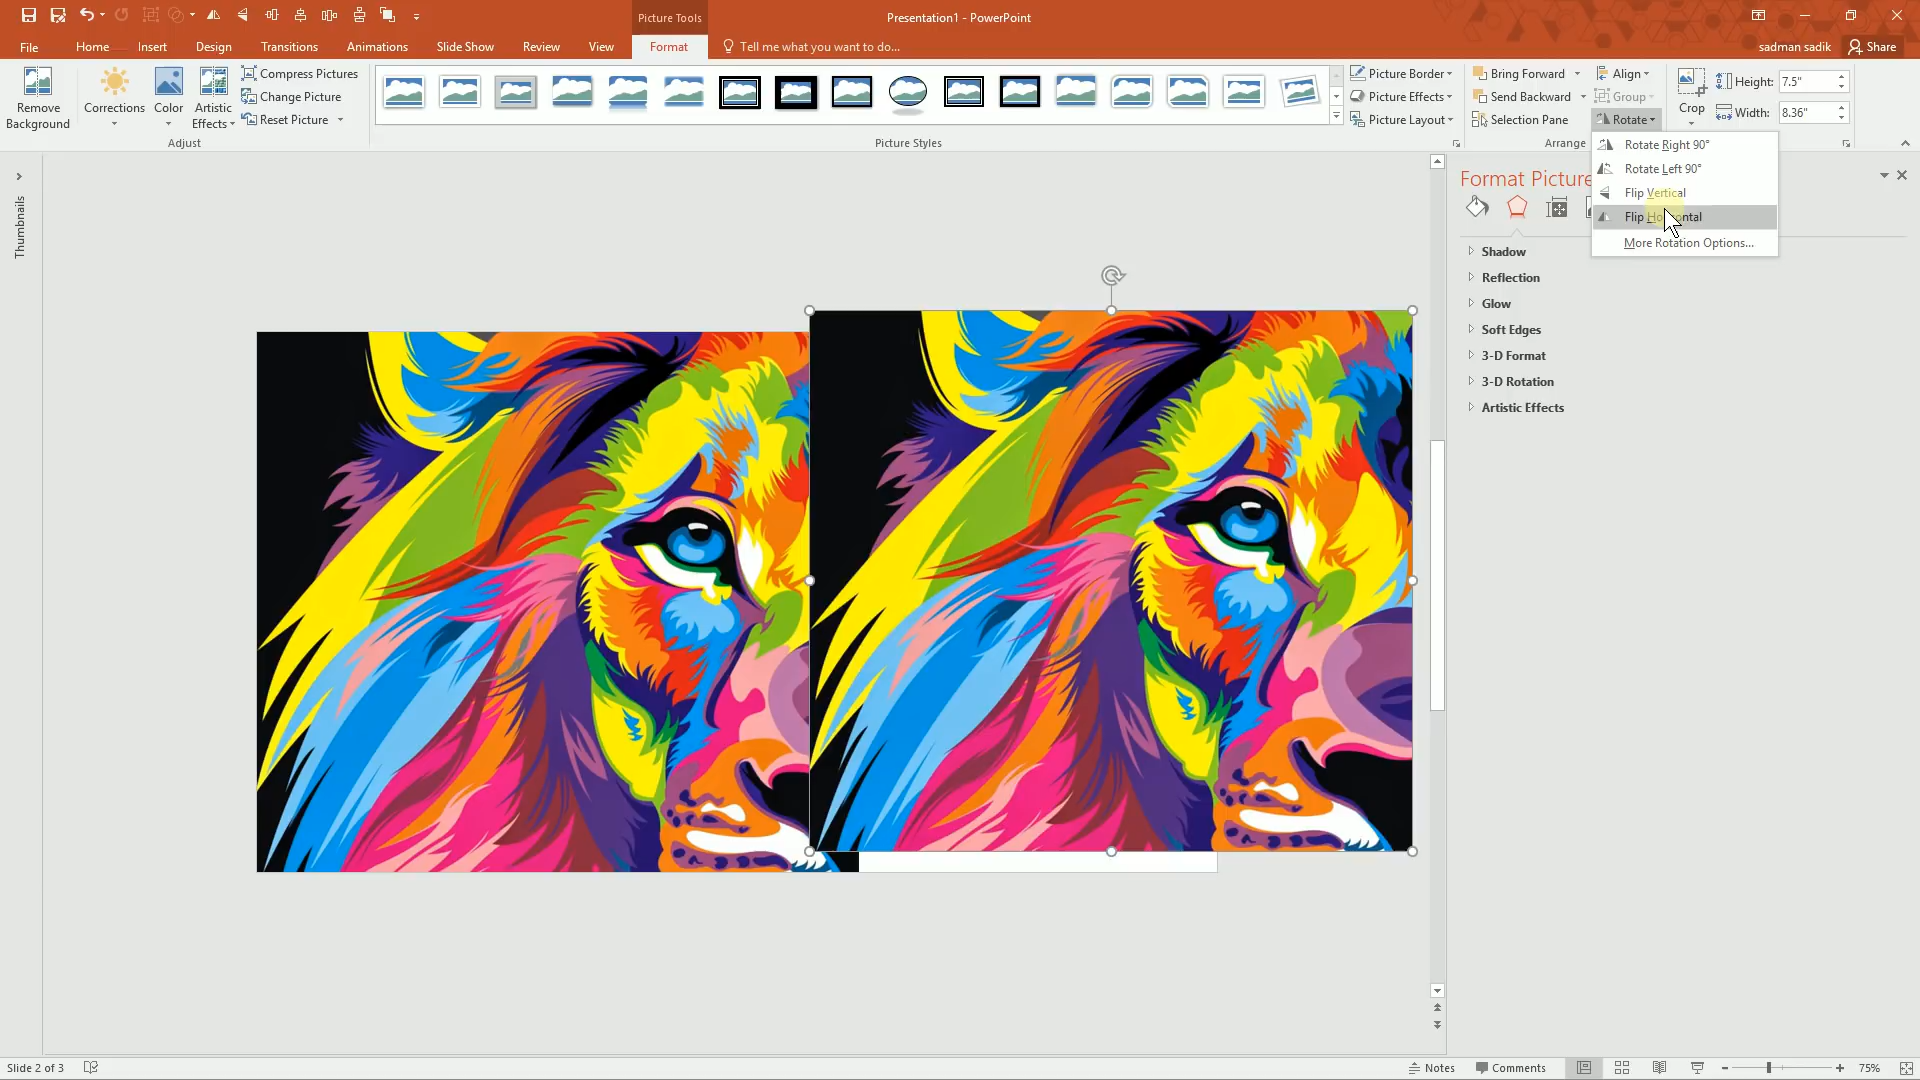 Picture Tools
Presentation1 - PowerPoint
File
Home
Insert
Design
Transitions
Animations
Slide Show
Review
View
Format
Tell me what you want to do...
sadman sadik
Share
Remove Background
Corrections
Color
Artistic Effects
Compress Pictures
Change Picture
Reset Picture
Adjust
Picture Styles
Picture Border
Picture Effects
Picture Layout
Bring Forward
Send Backward
Selection Pane
Align
Group
Rotate
Arrange
Crop
Height: 7.5"
Width: 8.36"
Rotate Right 90°
Rotate Left 90°
Flip Vertical
Flip Horizontal
More Rotation Options...
Thumbnails
Format Picture
Shadow
Reflection
Glow
Soft Edges
3-D Format
3-D Rotation
Artistic Effects
Slide 2 of 3
Notes
Comments
75%